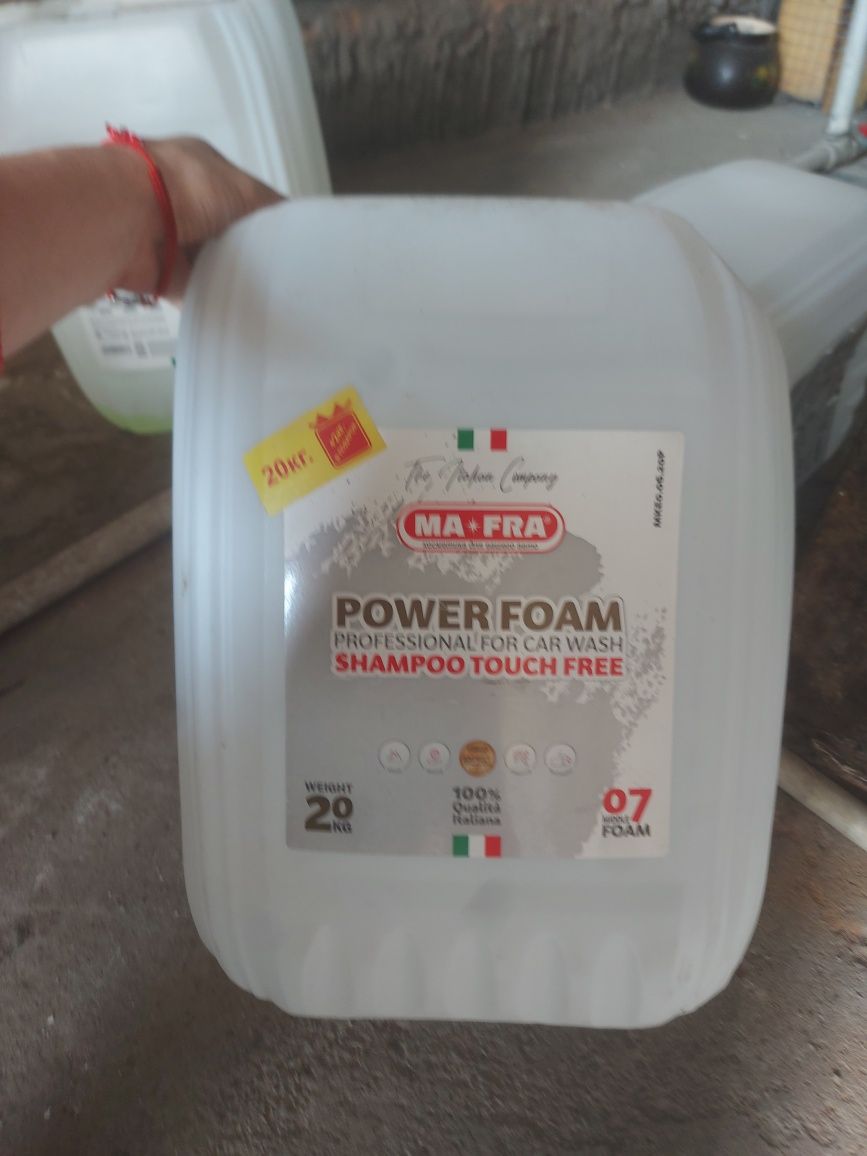 20кг.
The Italian Company
MA★FRA®
POWER FOAM
PROFESSIONAL FOR CAR WASH
SHAMPOO TOUCH FREE
WEIGHT
20
KG
100%
Qualità
Italiana
07
MIDDLE
FOAM